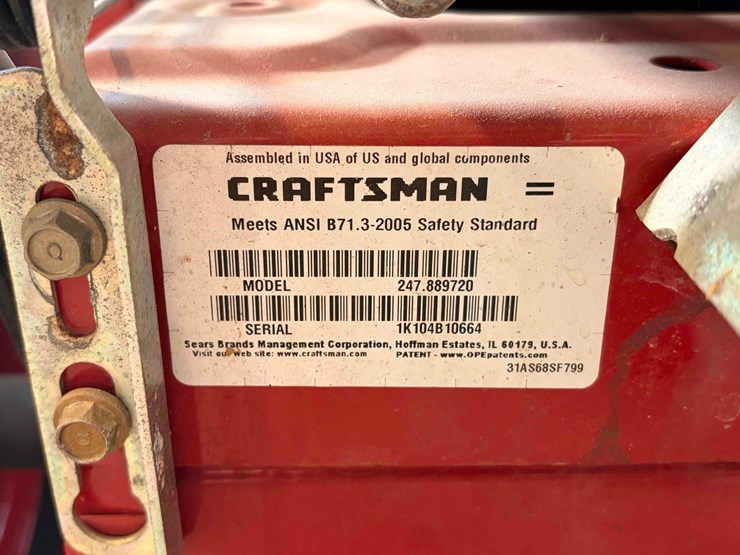 Assembled in USA of US and global components
CRAFTSMAN
Meets ANSI B71.3-2005 Safety Standard
MODEL 247.889720
SERIAL 1K104B10664
Sears Brands Management Corporation, Hoffman Estates, IL 60179, U.S.A.
Visit our web site: www.craftsman.com PATENT - www.OPEpatents.com
31AS68SF799